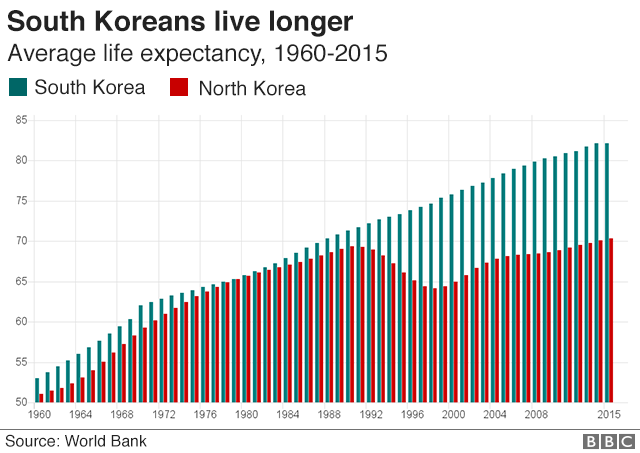 South Koreans live longer
Average life expectancy, 1960-2015
South Korea North Korea
85
80
75
70
65
60
55
50
1960 1964 1968 1972 1976 1980 1984 1988 1992 1996 2000 2004 2008 2015
Source: World Bank BBC